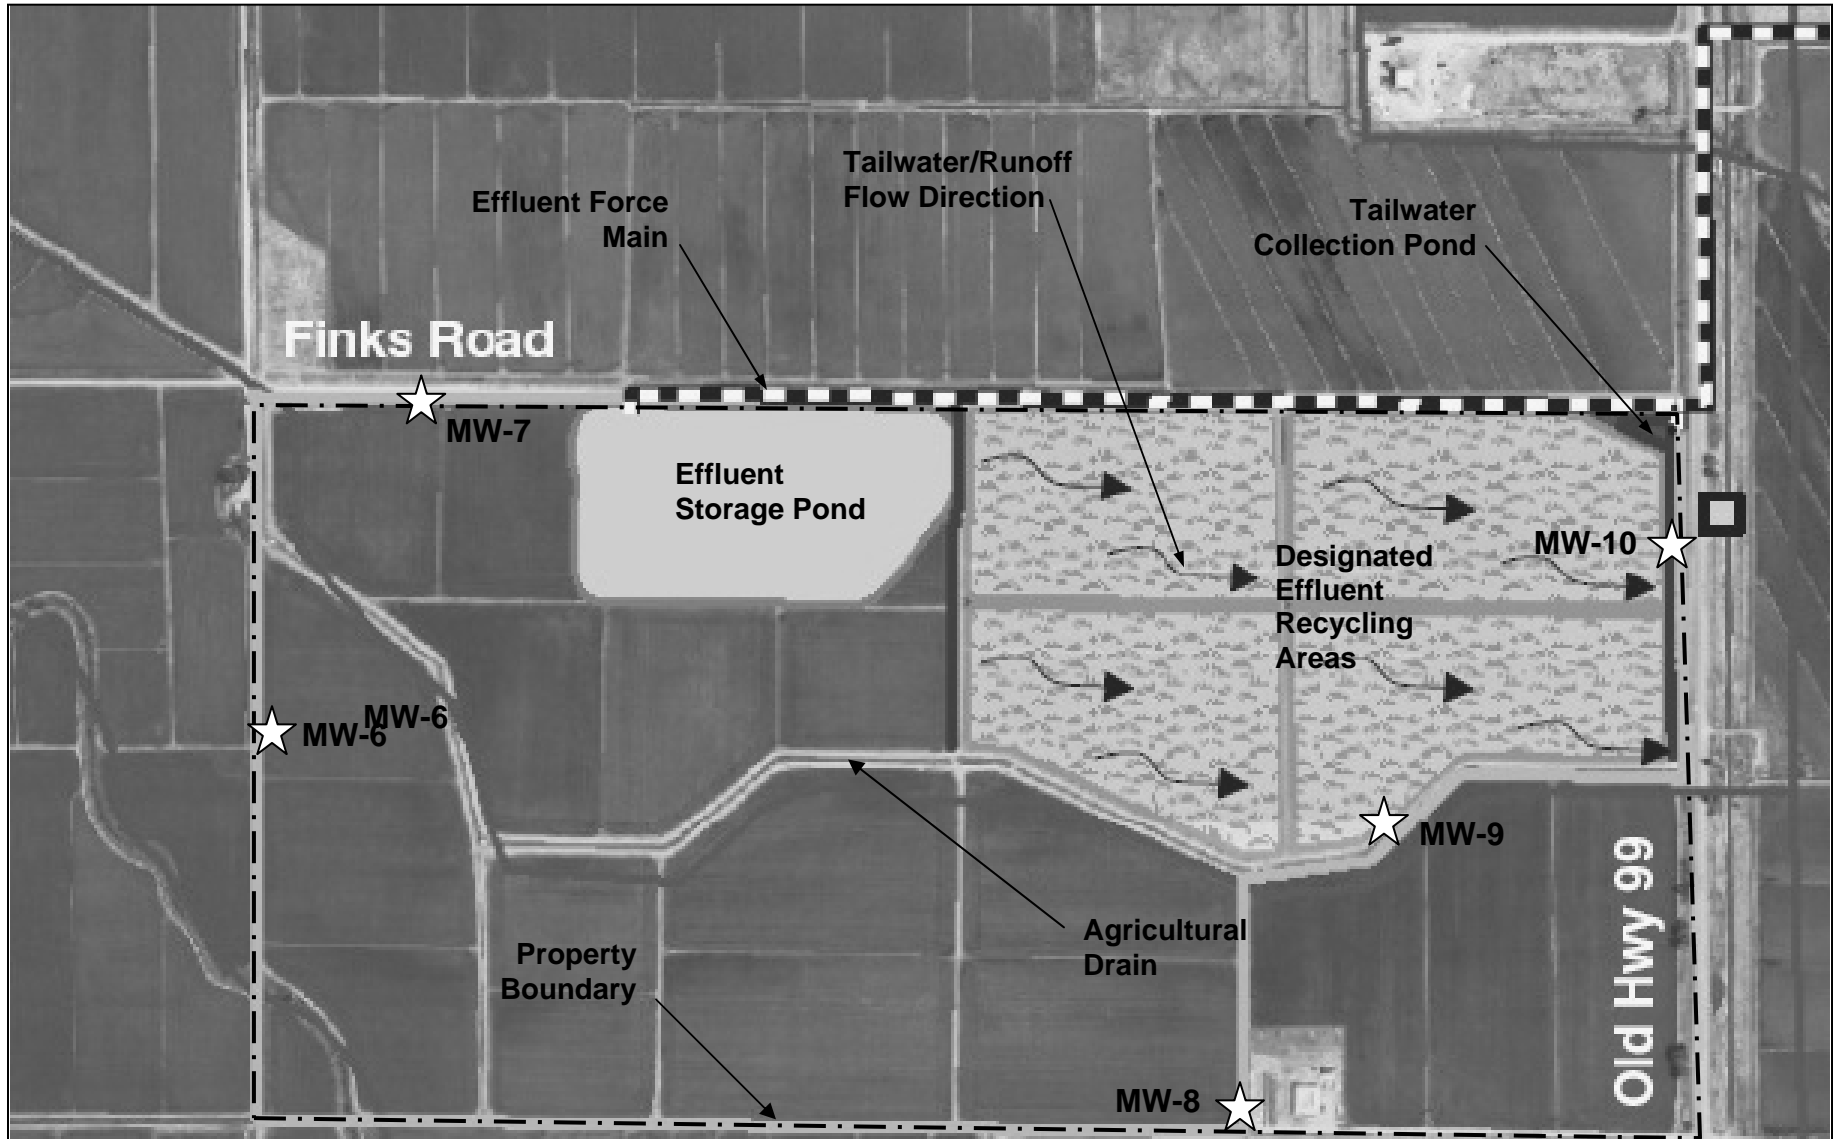 Tailwater/Runoff
Flow Direction
Effluent Force
Main
Tailwater
Collection Pond
Finks Road
MW-7
Effluent
Storage Pond
MW-10
Designated
Effluent
Recycling
Areas
MW-6
MW-6
MW-9
Agricultural
Drain
Property
Boundary
Old Hwy 99
MW-8